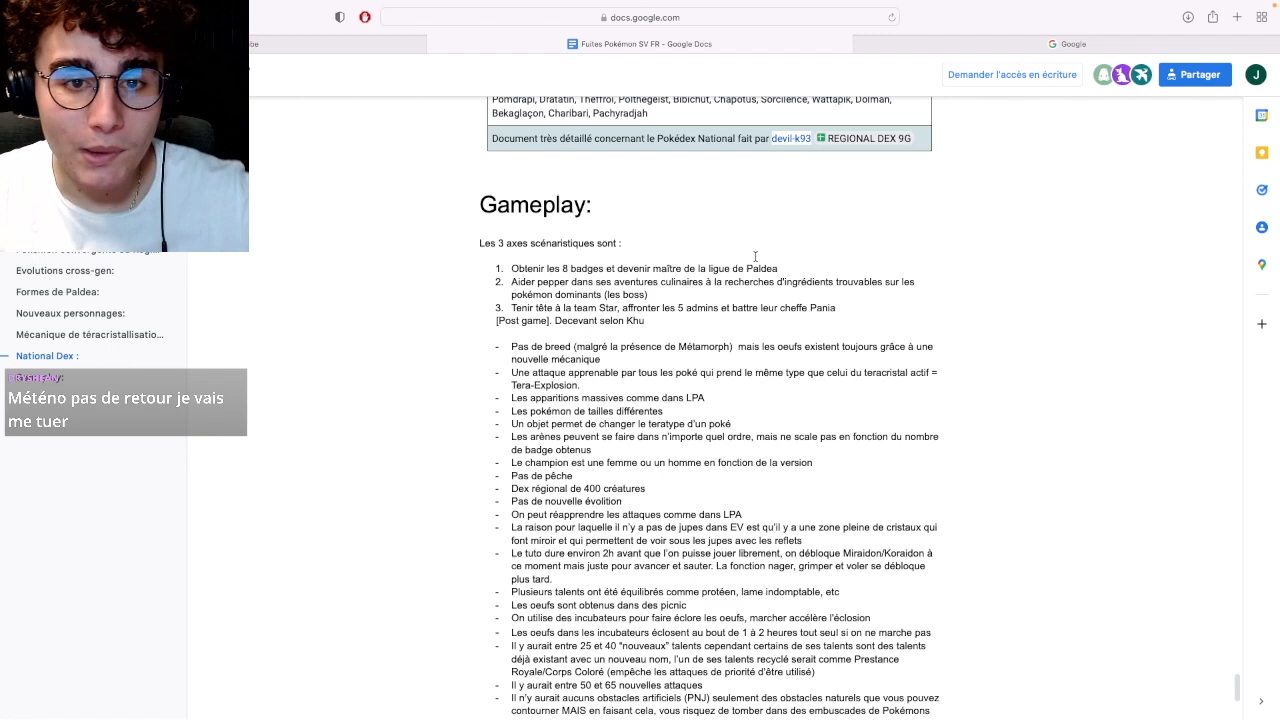 docs.google.com
be
Fuites Pokémon SV FR - Google Docs
Google
Demander l'accès en écriture
Partager
J
Pomdrapi, Dratatin, Théffroi, Polthégeist, Bibichut, Chapotus, Sorcilence, Wattapik, Dolman,
Bekaglaçon, Charibari, Pachyradjah
Document très détaillé concernant le Pokédex National fait par devil-k93 REGIONAL DEX 9G
Gameplay:
Les 3 axes scénaristiques sont :
1. Obtenir les 8 badges et devenir maître de la ligue de Paldea
2. Aider pepper dans ses aventures culinaires à la recherches d'ingrédients trouvables sur les
pokémon dominants (les boss)
3. Tenir tête à la team Star, affronter les 5 admins et battre leur cheffe Pania
[Post game]. Decevant selon Khu
- Pas de breed (malgré la présence de Métamorph) mais les oeufs existent toujours grâce à une
nouvelle mécanique
- Une attaque apprenable par tous les poké qui prend le même type que celui du teracristal actif =
Tera-Explosion.
- Les apparitions massives comme dans LPA
- Les pokémon de tailles différentes
- Un objet permet de changer le teratype d'un poké
- Les arènes peuvent se faire dans n'importe quel ordre, mais ne scale pas en fonction du nombre
de badge obtenus
- Le champion est une femme ou un homme en fonction de la version
- Pas de pêche
- Dex régional de 400 créatures
- Pas de nouvelle évolition
- On peut réapprendre les attaques comme dans LPA
- La raison pour laquelle il n'y a pas de jupes dans EV est qu'il y a une zone pleine de cristaux qui
font miroir et qui permettent de voir sous les jupes avec les reflets
- Le tuto dure environ 2h avant que l'on puisse jouer librement, on débloque Miraidon/Koraidon à
ce moment mais juste pour avancer et sauter. La fonction nager, grimper et voler se débloque
plus tard.
- Plusieurs talents ont été équilibrés comme protéen, lame indomptable, etc
- Les oeufs sont obtenus dans des picnic
- On utilise des incubateurs pour faire éclore les oeufs, marcher accélère l'éclosion
- Les oeufs dans les incubateurs éclosent au bout de 1 à 2 heures tout seul si on ne marche pas
- Il y aurait entre 25 et 40 "nouveaux" talents cependant certains de ses talents sont des talents
déjà existant avec un nouveau nom, l'un de ses talents recyclé serait comme Prestance
Royale/Corps Coloré (empêche les attaques de priorité d'être utilisé)
- Il y aurait entre 50 et 65 nouvelles attaques
- Il n'y aurait aucuns obstacles artificiels (PNJ) seulement des obstacles naturels que vous pouvez
contourner MAIS en faisant cela, vous risquez de tomber dans des embuscades de Pokémons
Evolutions cross-gen:
Formes de Paldea:
Nouveaux personnages:
Mécanique de téracristallisatio...
National Dex :
Météno pas de retour je vais
me tuer